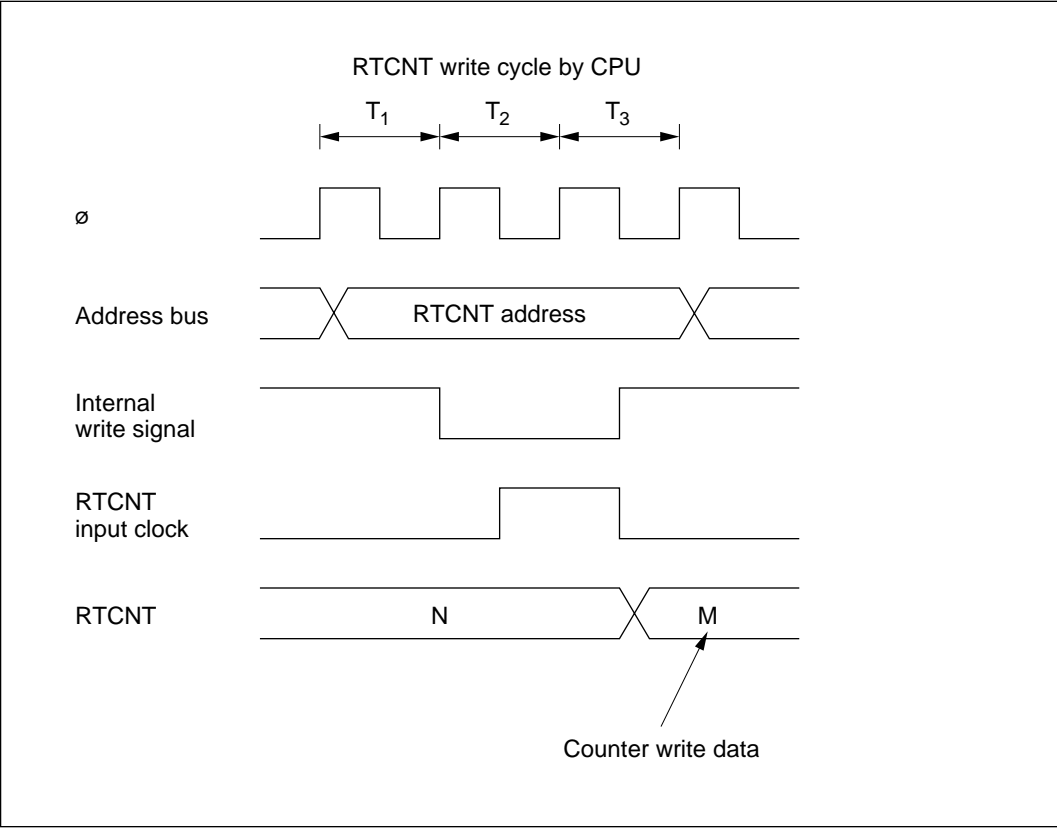 RTCNT write cycle by CPU
T1 T2 T3
ø
Address bus RTCNT address
Internal
write signal
RTCNT
input clock
RTCNT N M
Counter write data